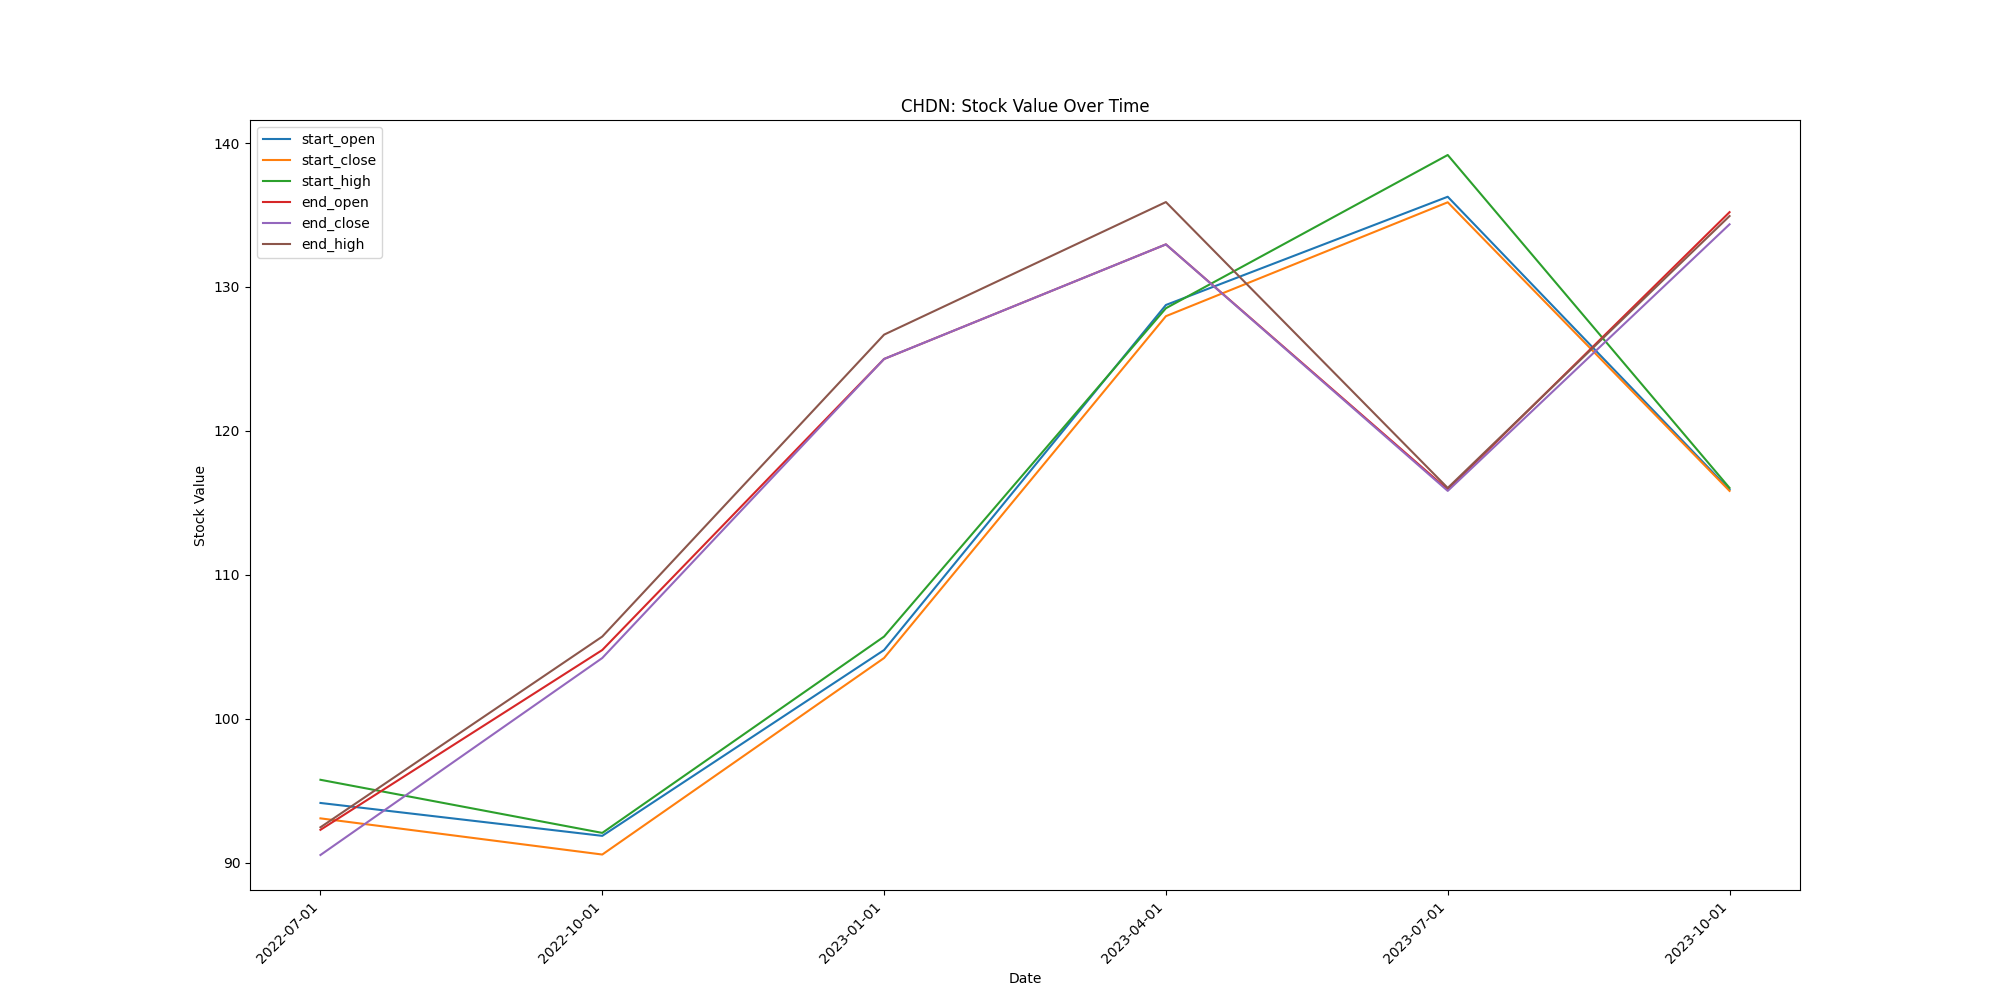 CHDN: Stock Value Over Time
start_open
start_close
start_high
end_open
end_close
end_high
140
130
120
110
100
90
Stock Value
2022-07-01
2022-10-01
2023-01-01
2023-04-01
2023-07-01
2023-10-01
Date